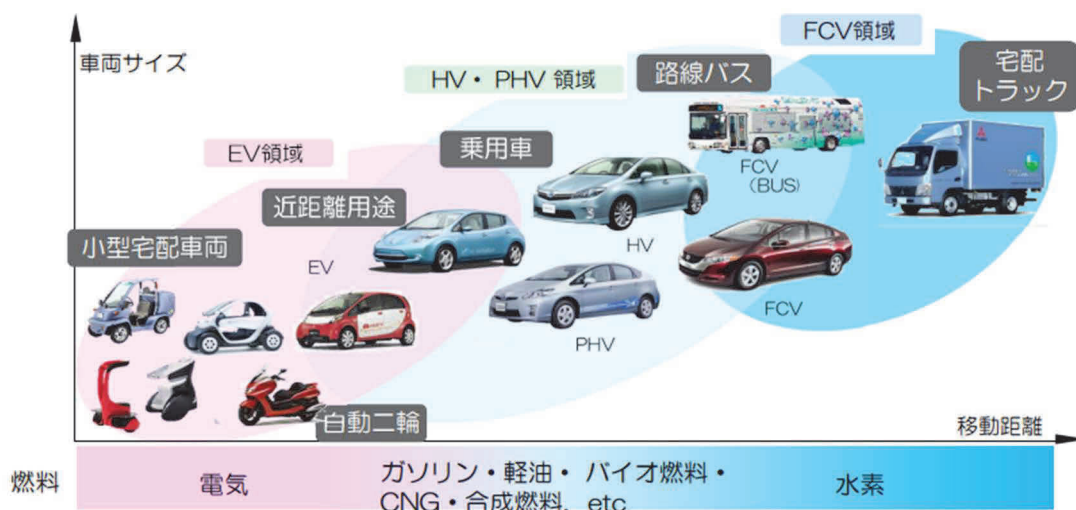 FCV領域
車両サイズ
宅配
トラック
路線バス
HV・ PHV 領域
乗用車
EV領域
FCV
(BUS)
近距離用途
小型宅配車両
HV
EV
FCV
PHV
自動二輪
移動距離
燃料
電気
ガソリン・軽油・ バイオ燃料・
CNG・合成燃料, etc
水素